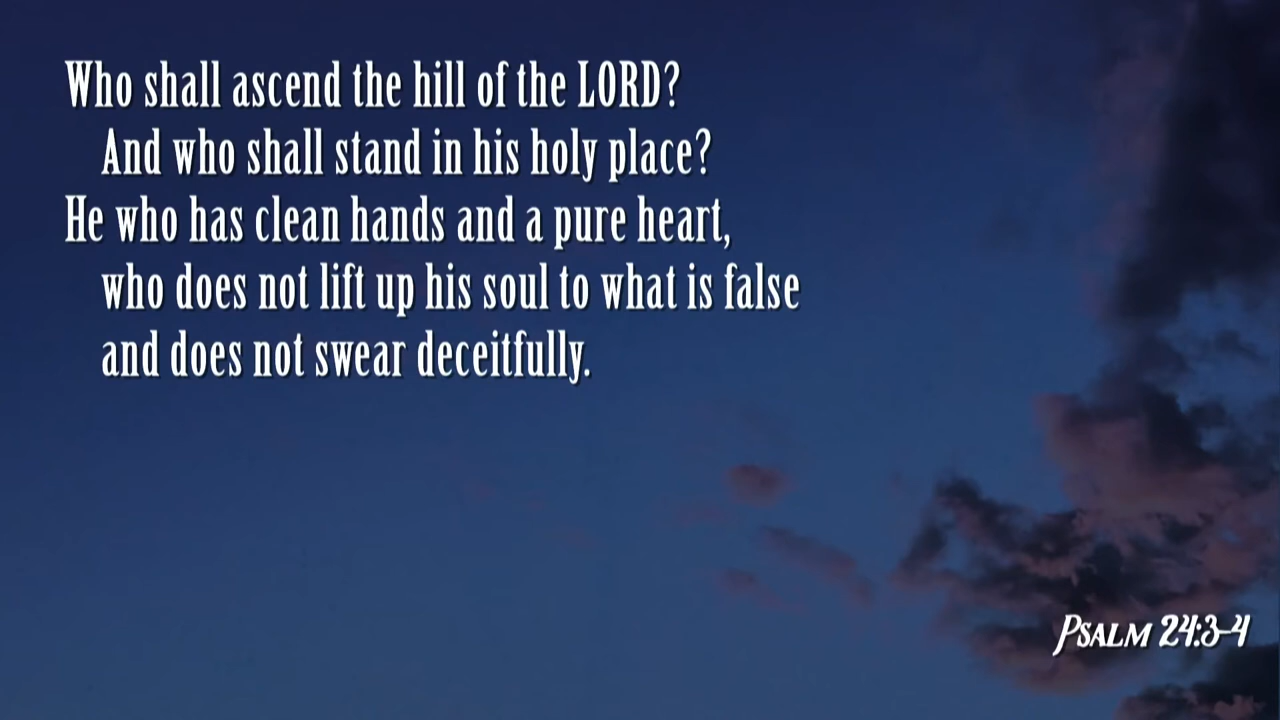 Who shall ascend the hill of the LORD?
And who shall stand in his holy place?
He who has clean hands and a pure heart,
who does not lift up his soul to what is false
and does not swear deceitfully.
Psalm 24:3-4